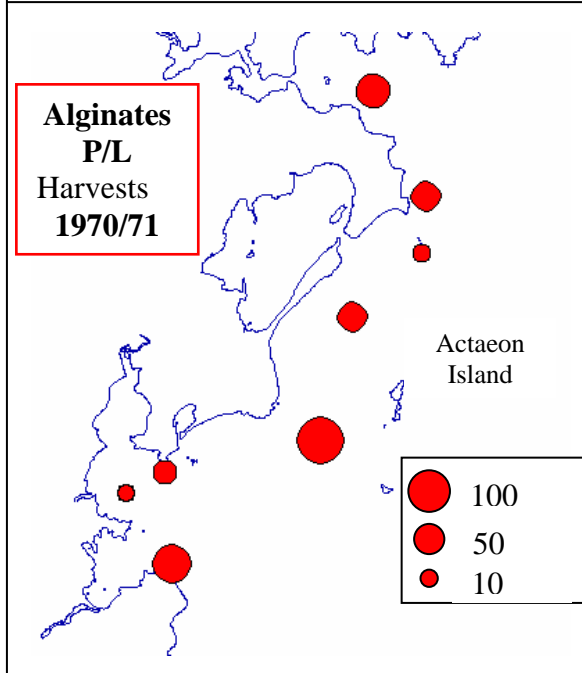 Alginates
P/L
Harvests
1970/71
Actaeon
Island
100
50
10